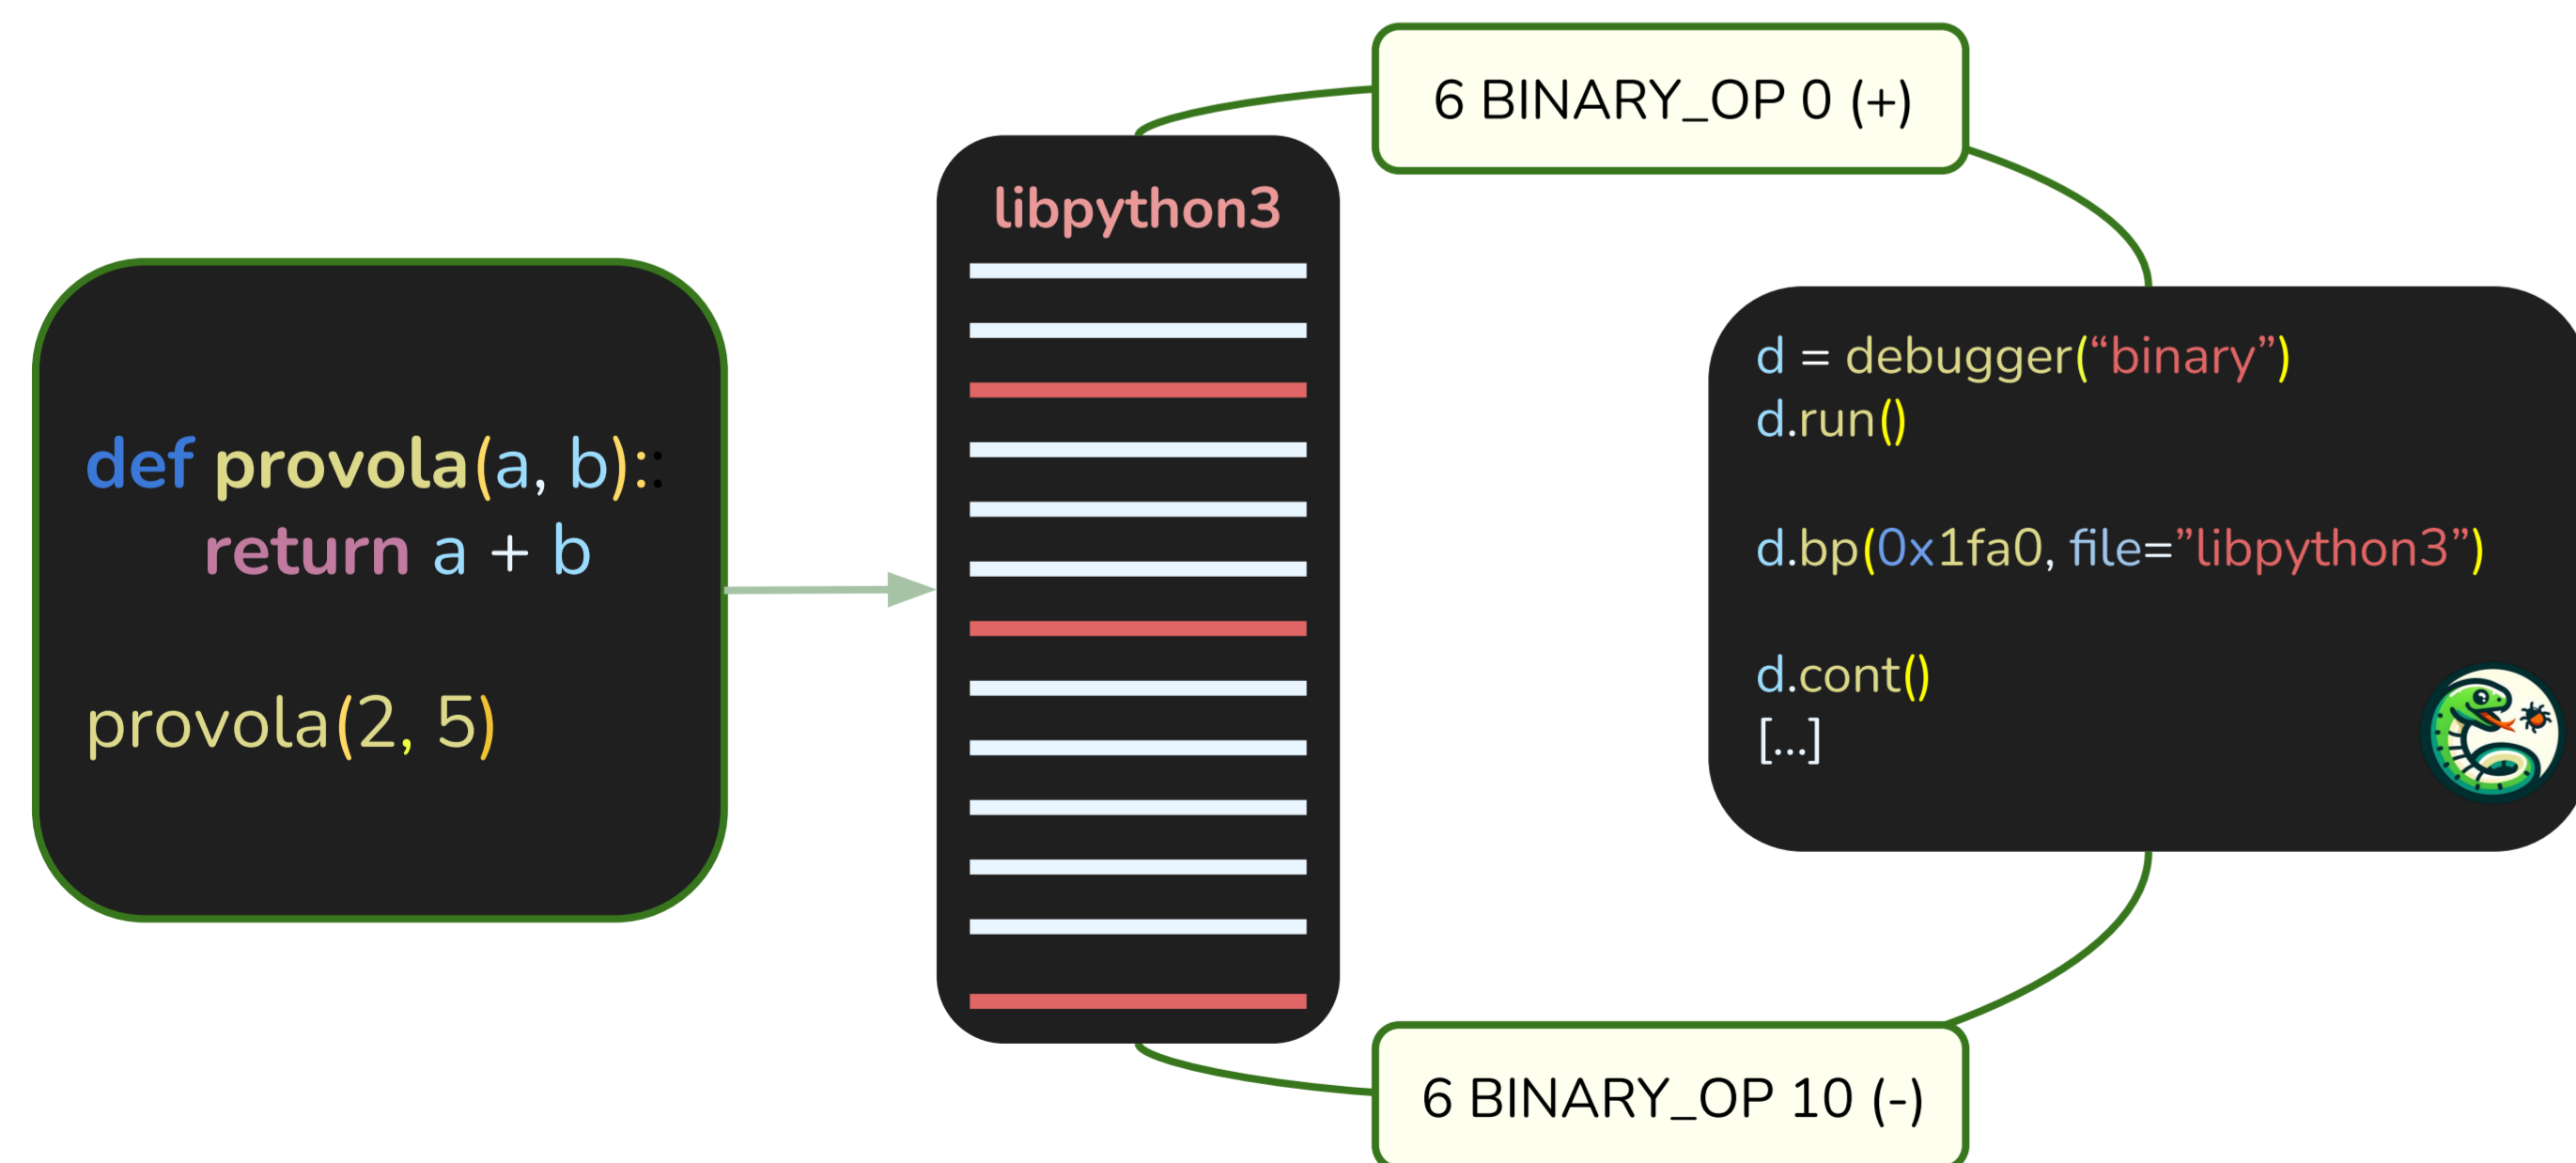 def provola(a, b)::
return a + b
provola(2, 5)
libpython3
6 BINARY_OP 0 (+)
d = debugger(“binary”)
d.run()
d.bp(0x1fa0, file=”libpython3”)
d.cont()
[...]
6 BINARY_OP 10 (-)